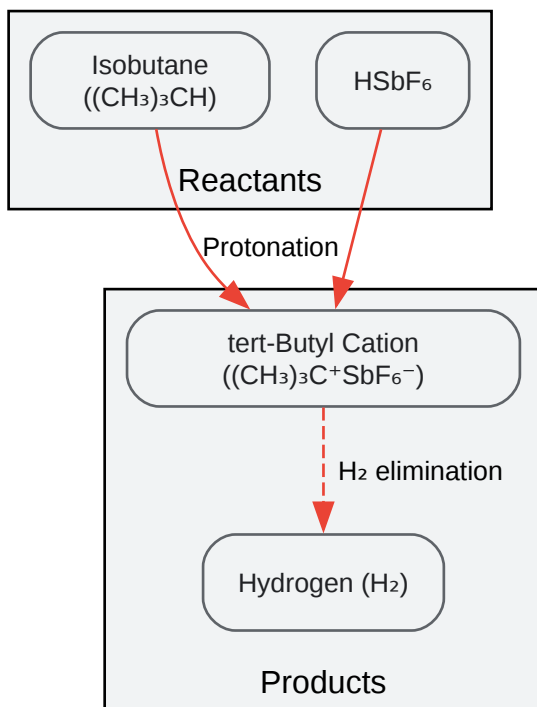 Isobutane
((CH₃)₃CH)
HSbF₆
Reactants
Protonation
tert-Butyl Cation
((CH₃)₃C⁺SbF₆⁻)
H₂ elimination
Hydrogen (H₂)
Products